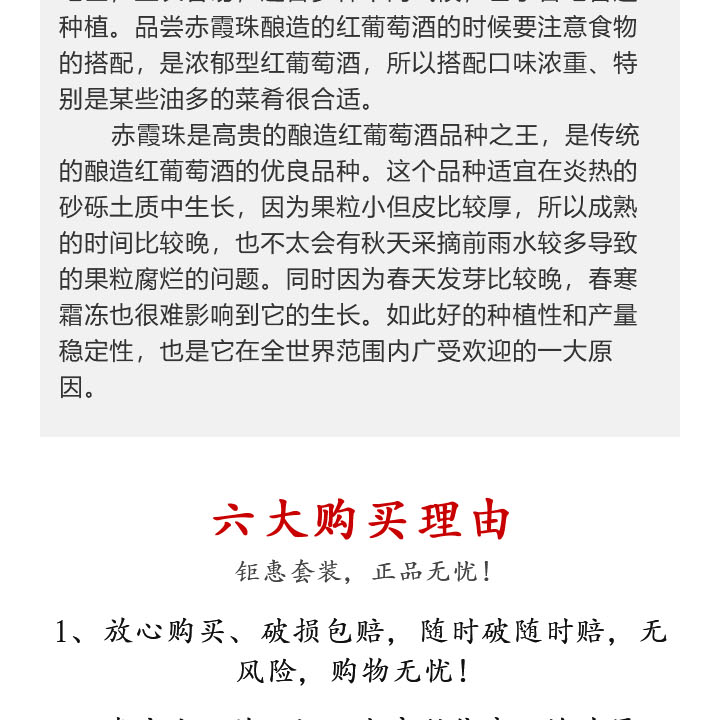 种植。品尝赤霞珠酿造的红葡萄酒的时候要注意食物
的搭配，是浓郁型红葡萄酒，所以搭配口味浓重、特
别是某些油多的菜肴很合适。
赤霞珠是高贵的酿造红葡萄酒品种之王，是传统
的酿造红葡萄酒的优良品种。这个品种适宜在炎热的
砂砾土质中生长，因为果粒小但皮比较厚，所以成熟
的时间比较晚，也不太会有秋天采摘前雨水较多导致
的果粒腐烂的问题。同时因为春天发芽比较晚，春寒
霜冻也很难影响到它的生长。如此好的种植性和产量
稳定性，也是它在全世界范围内广受欢迎的一大原
因。
六大购买理由
钜惠套装，正品无忧！
1、放心购买、破损包赔，随时破随时赔，无
风险，购物无忧！